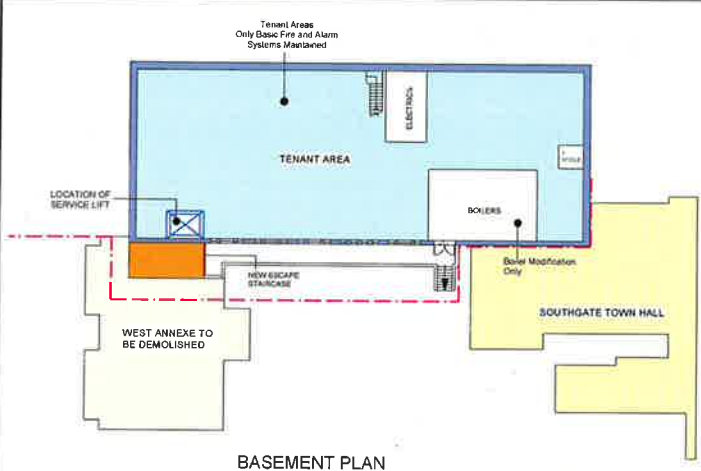 Tenant Areas
Only Basic Fire and Alarm
Systems Maintained
ELECTRICS
TENANT AREA
LOCATION OF
SERVICE LIFT
BOILERS
NEW ESCAPE
STAIRCASE
Boiler Modification
Only
SOUTHGATE TOWN HALL
WEST ANNEXE TO
BE DEMOLISHED
BASEMENT PLAN